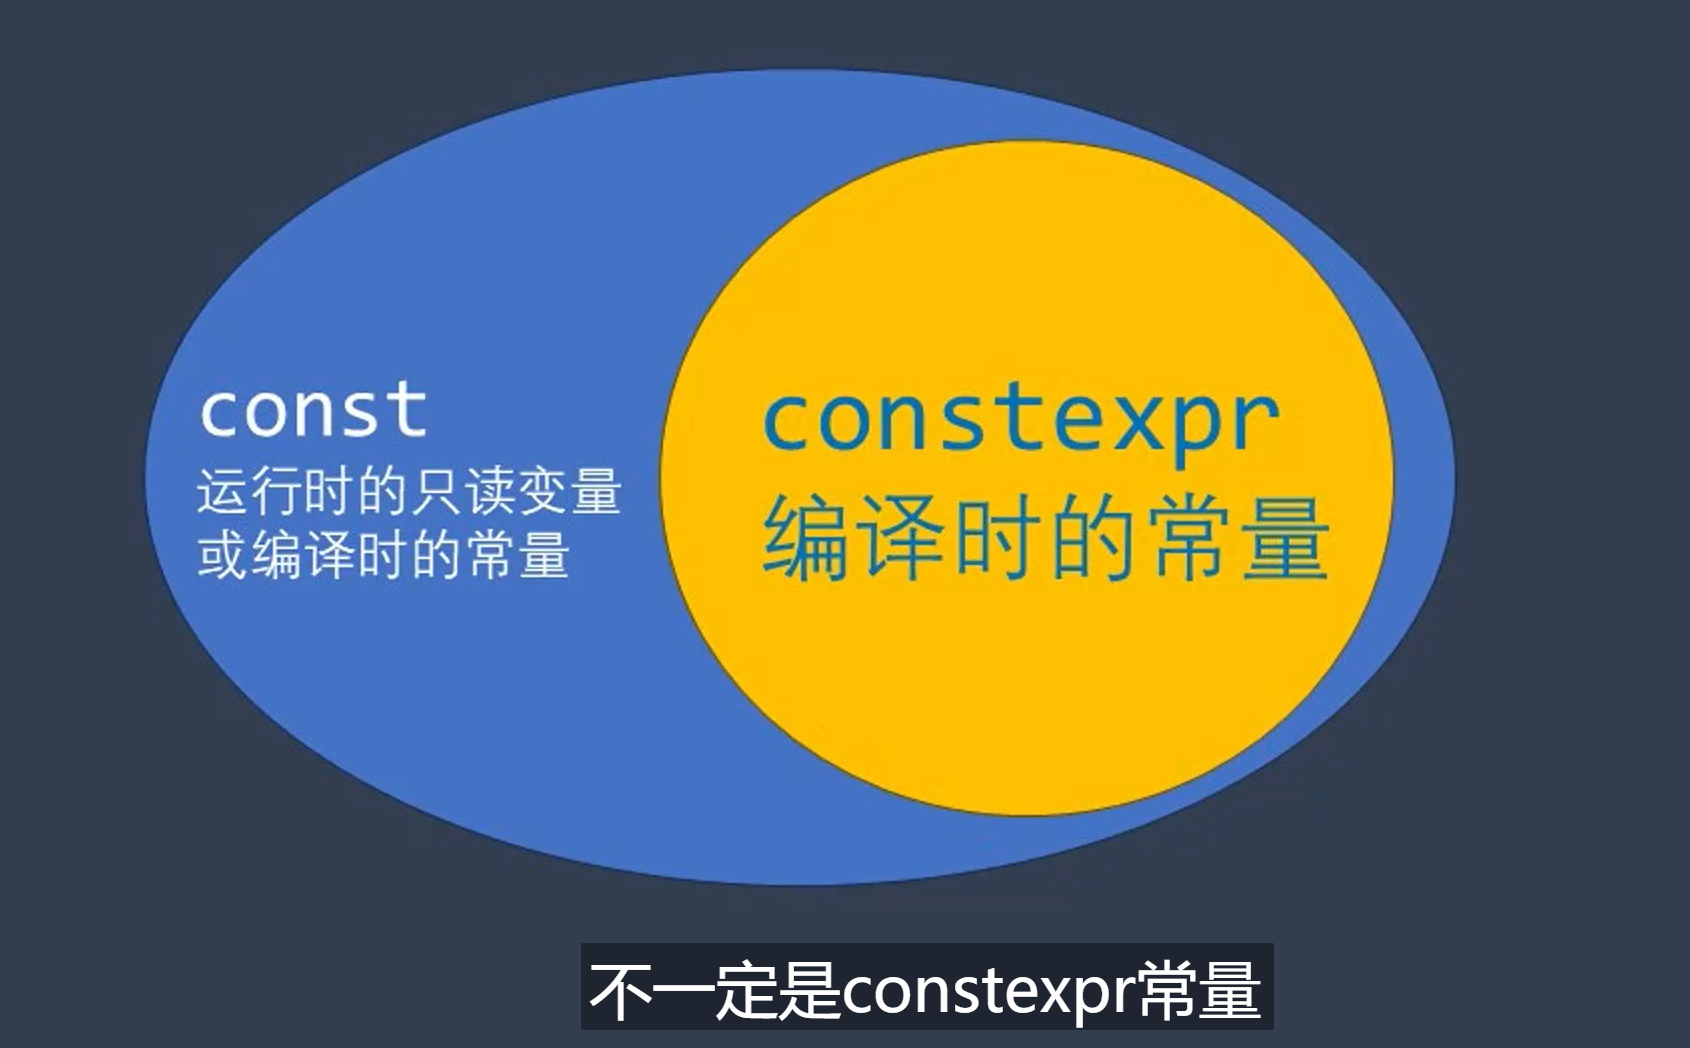 const
运行时的只读变量
或编译时的常量
constexpr
编译时的常量
不一定是constexpr常量